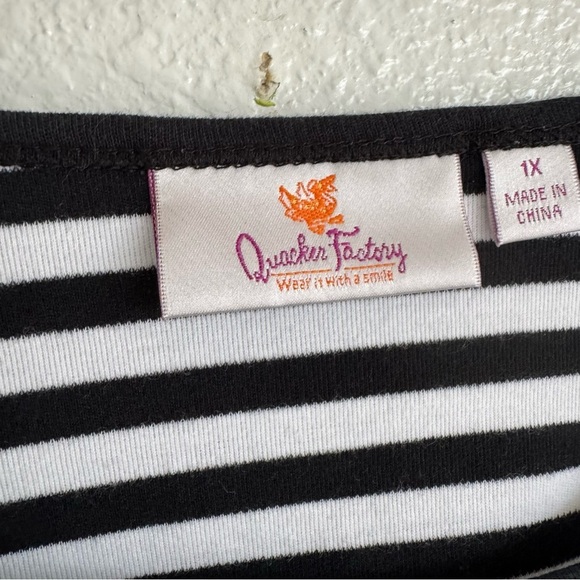 Quacker Factory
Wear it with a smile
1X
MADE IN
CHINA